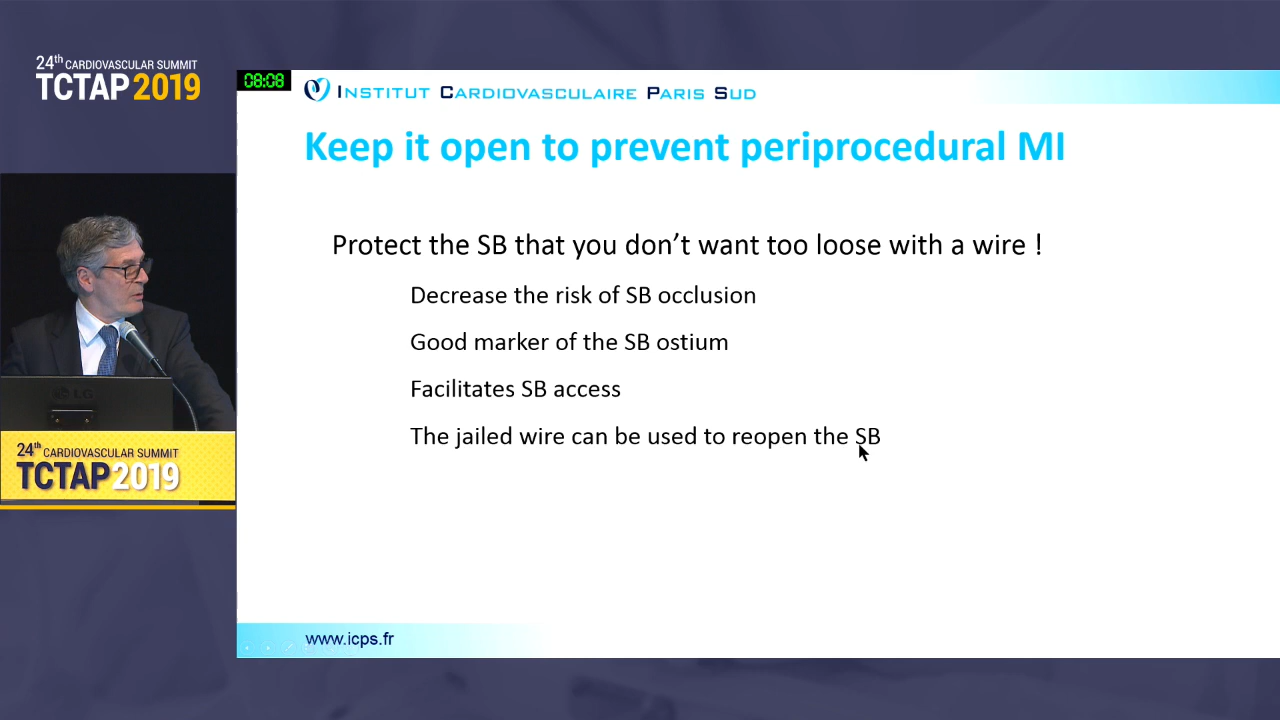 24th CARDIOVASCULAR SUMMIT
TCTAP 2019
08:08
INSTITUT CARDIOVASCULAIRE PARIS SUD
Keep it open to prevent periprocedural MI
Protect the SB that you don’t want too loose with a wire !
Decrease the risk of SB occlusion
Good marker of the SB ostium
Facilitates SB access
The jailed wire can be used to reopen the SB
LG
24th CARDIOVASCULAR SUMMIT
TCTAP 2019
www.icps.fr